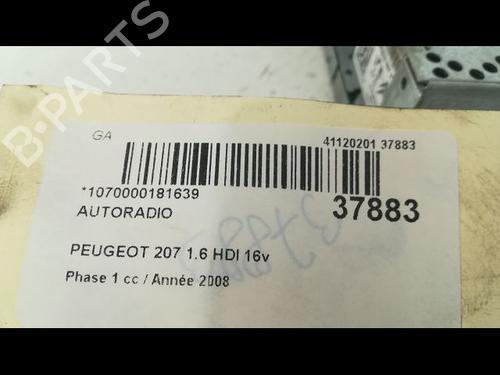 B-PARTS
GA
41120201 37883
*1070000181639
37883
AUTORADIO
PEUGEOT 207 1.6 HDI 16v
Phase 1 cc / Année 2008